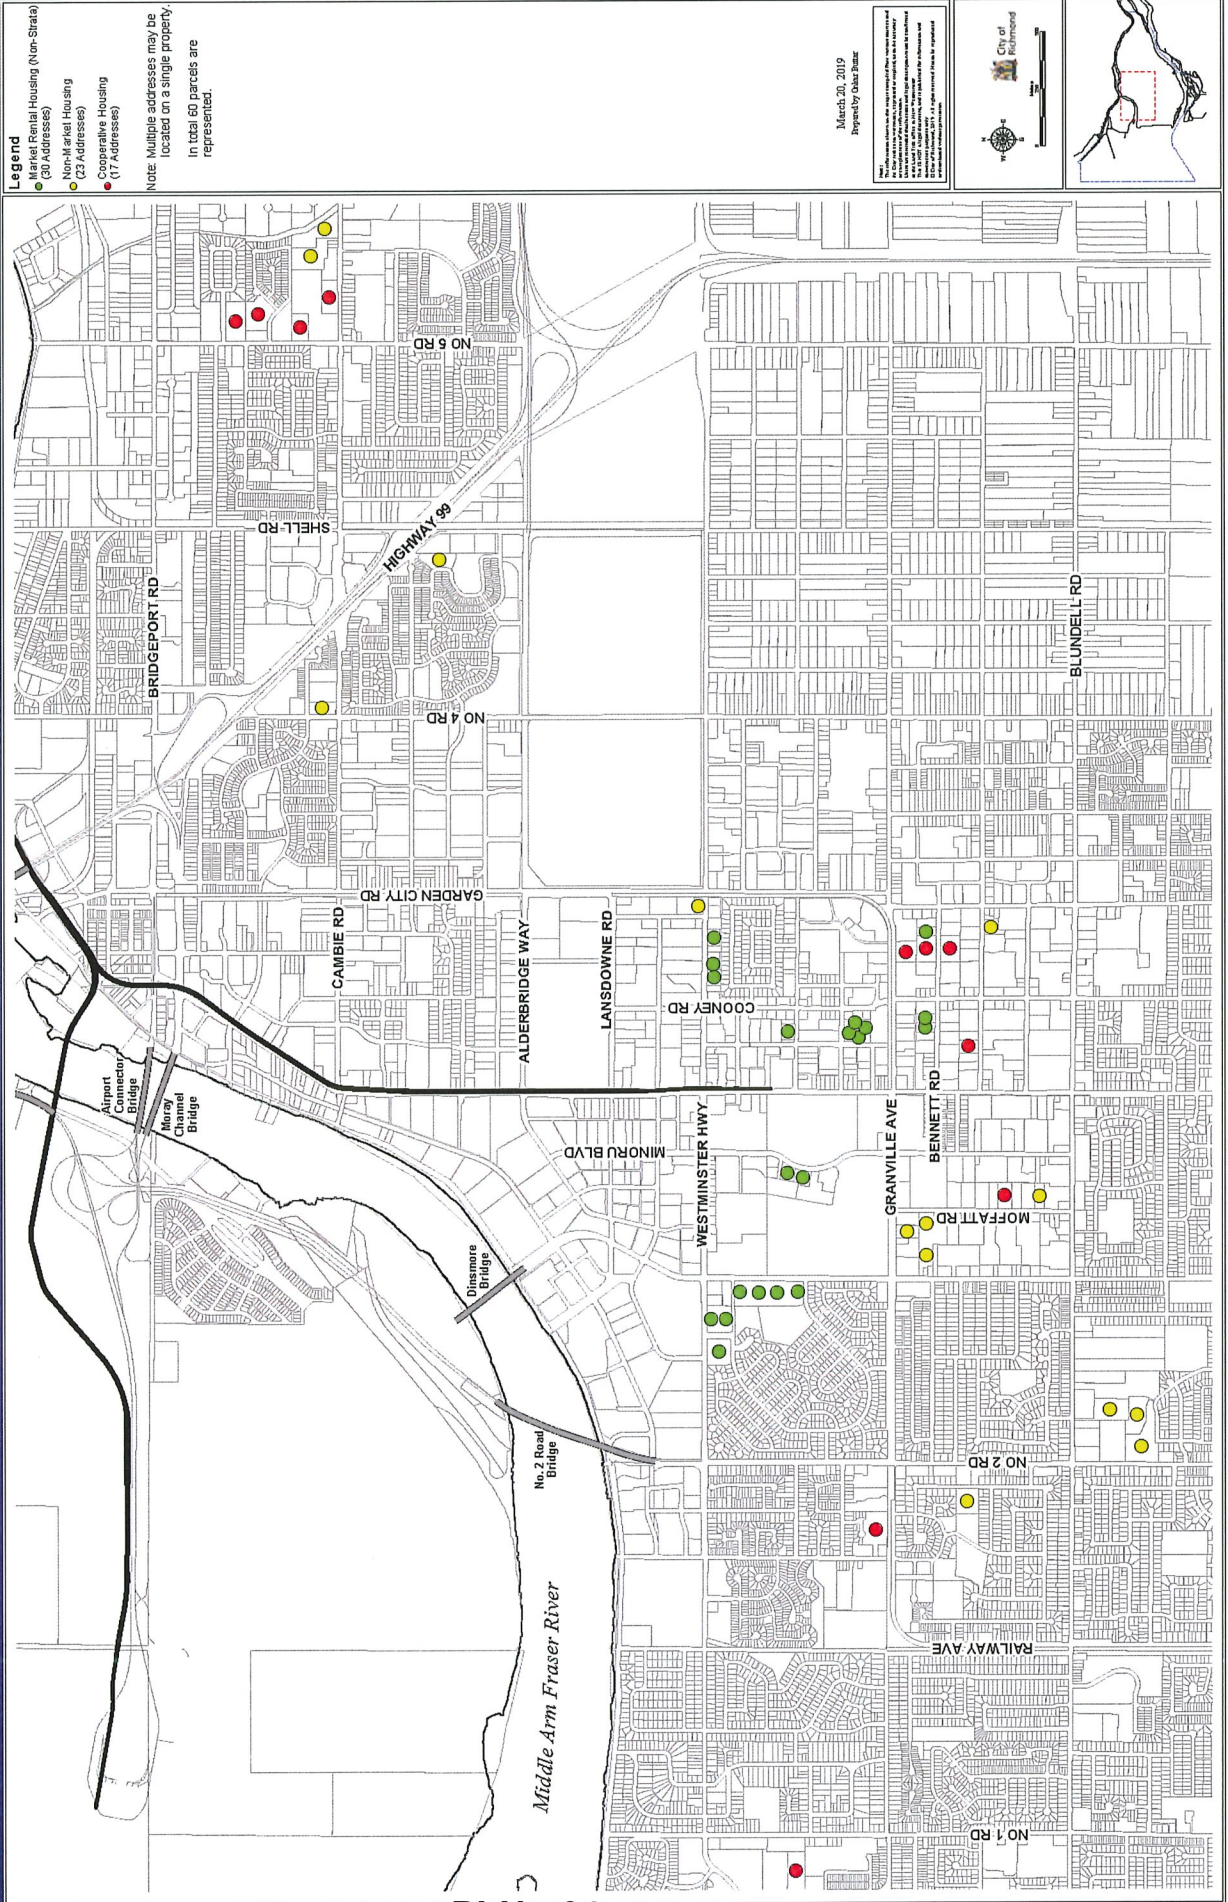 Legend
Market Rental Housing (Non-Strata)
(30 Addresses)
Non-Market Housing
(23 Addresses)
Cooperative Housing
(17 Addresses)
Note: Multiple addresses may be
located on a single property.
In total 60 parcels are
represented.
March 20, 2019
City of
Richmond
N
W
E
S
BRIDGEPORT RD
CAMBIE RD
ALDERBRIDGE WAY
LANSDOWNE RD
WESTMINSTER HWY
GRANVILLE AVE
BENNETT RD
BLUNDELL RD
NO 5 RD
SHELL RD
HIGHWAY 99
NO 4 RD
GARDEN CITY RD
COONEY RD
MINORU BLVD
MOFFATT RD
NO 2 RD
RAILWAY AVE
NO 1 RD
Airport
Connector
Bridge
Moray
Channel
Bridge
Dinsmore
Bridge
No. 2 Road
Bridge
Middle Arm Fraser River